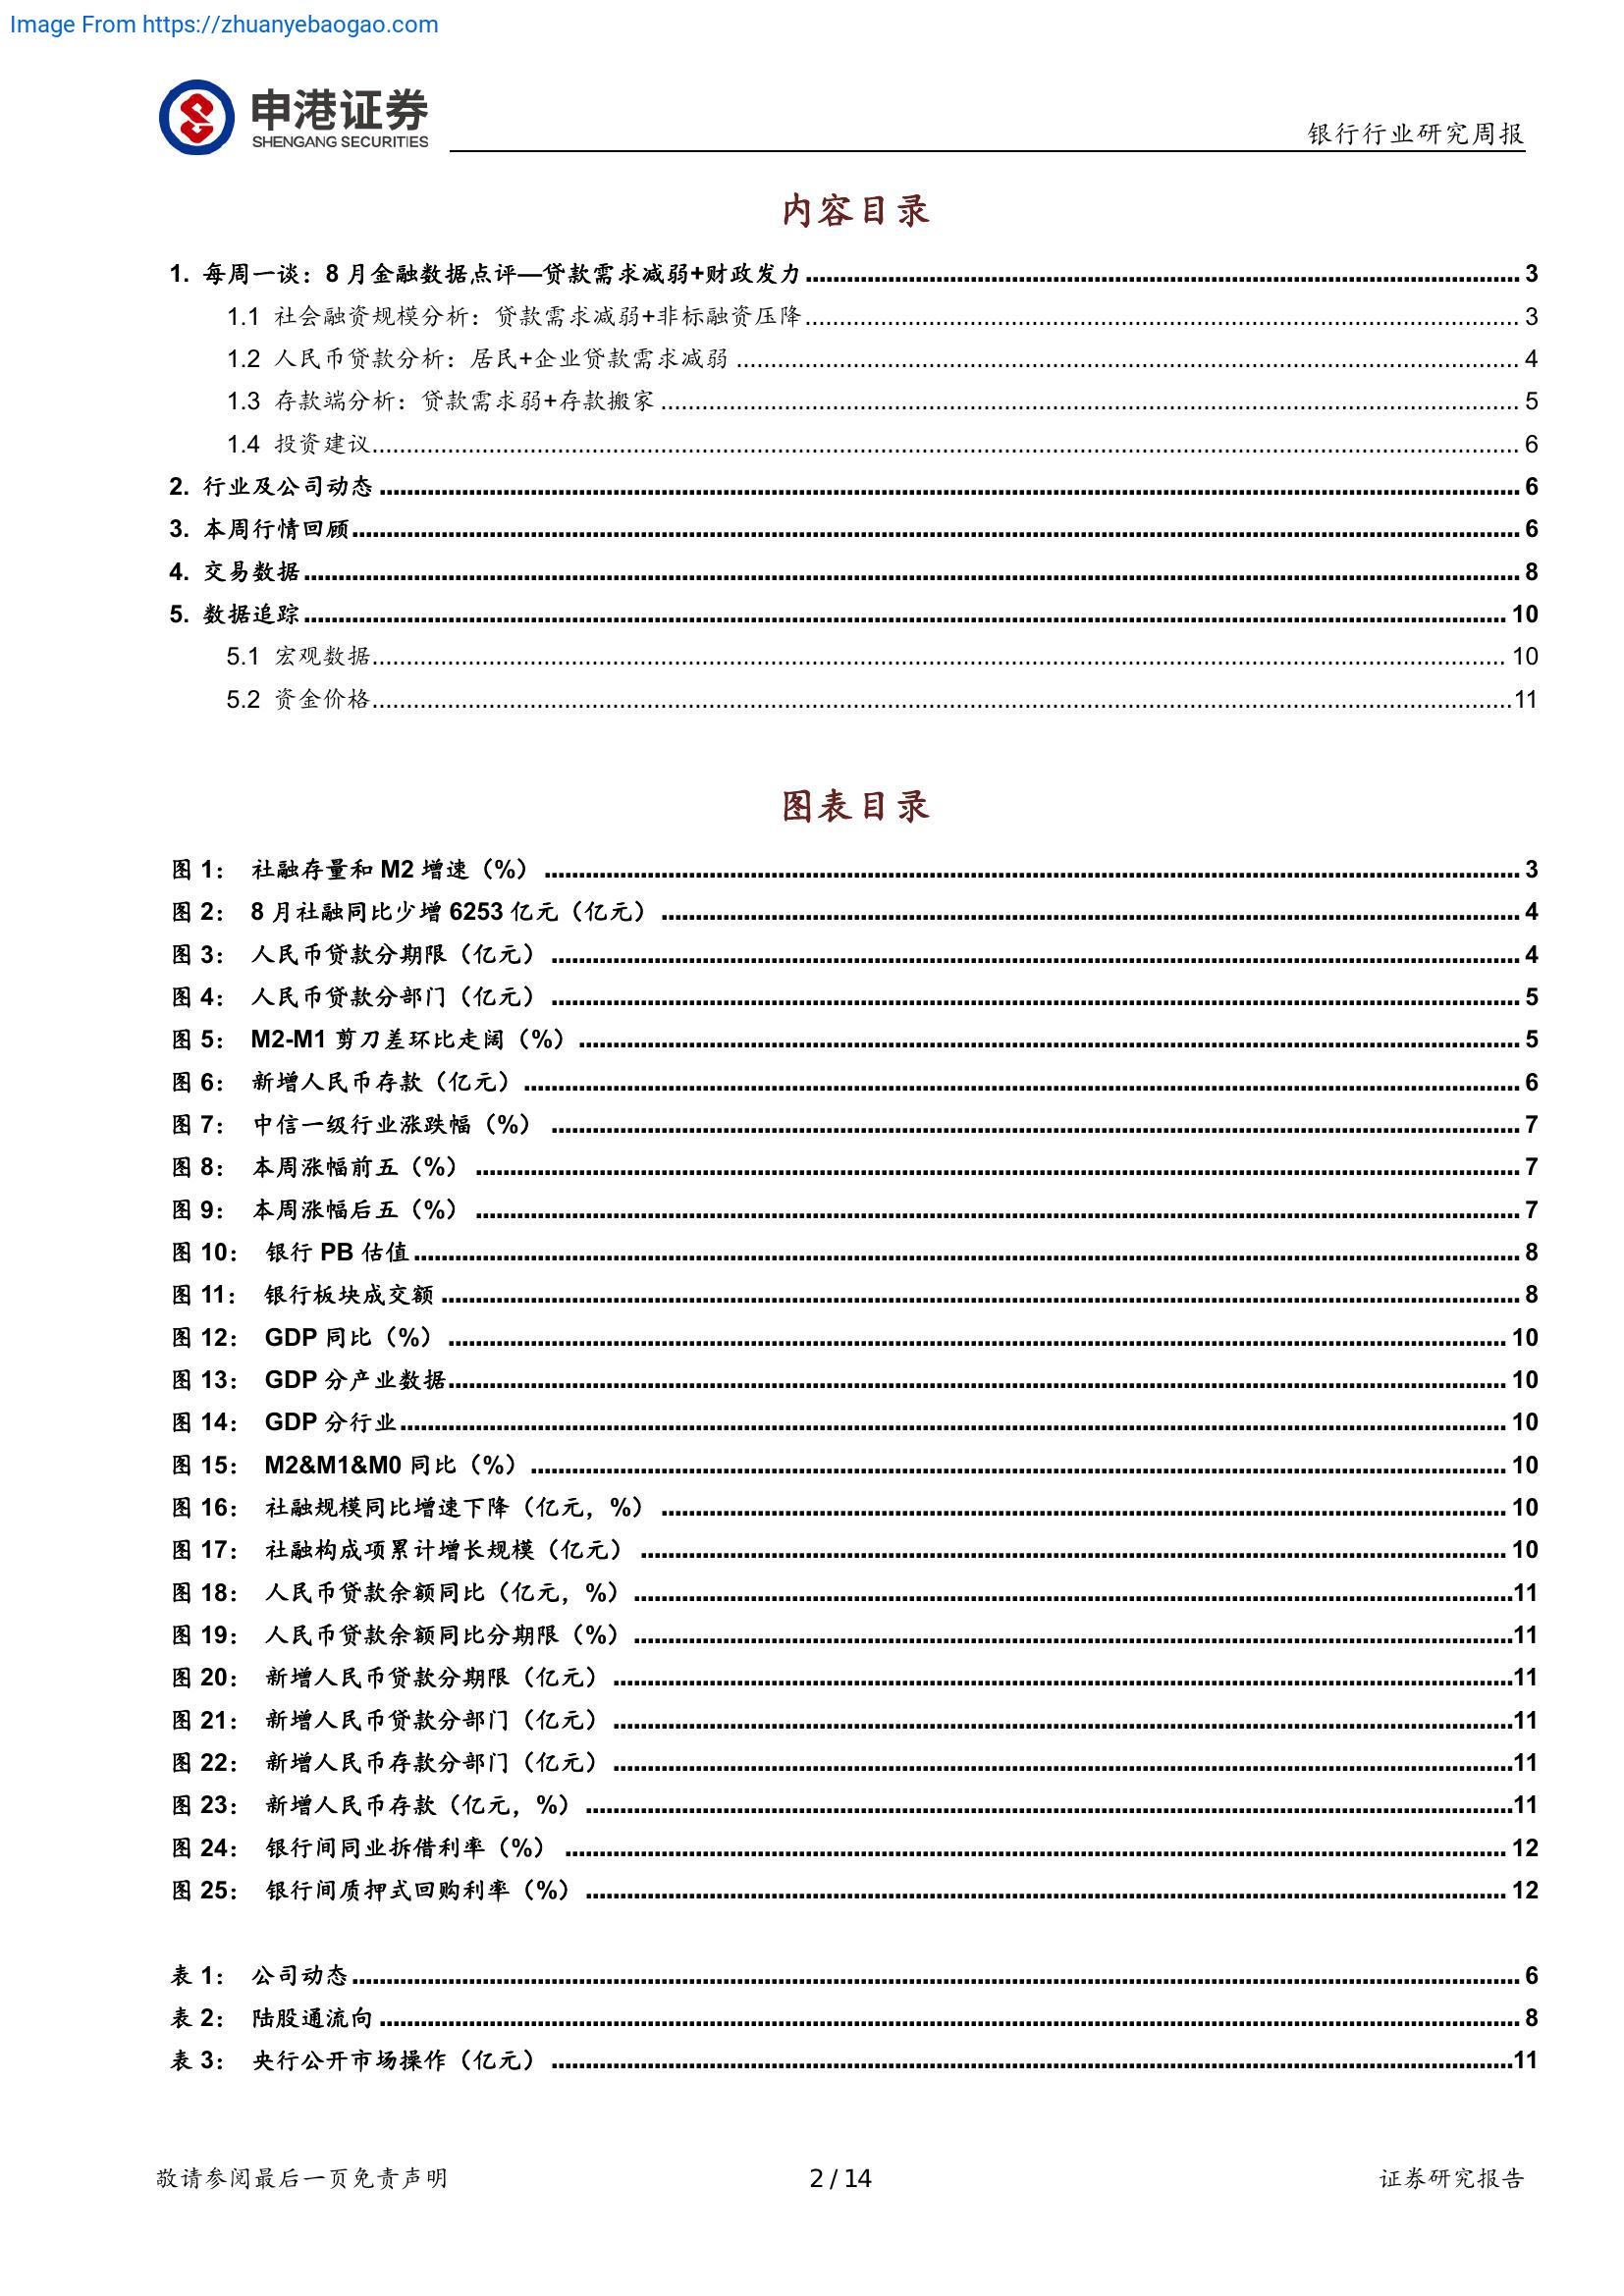 Image From https://zhuanyebaogao.com
申港证券
SHENGANG SECURITIES
银行行业研究周报
内容目录
1. 每周一谈：8 月金融数据点评—贷款需求减弱+财政发力 3
1.1 社会融资规模分析：贷款需求减弱+非标融资压降 3
1.2 人民币贷款分析：居民+企业贷款需求减弱 4
1.3 存款端分析：贷款需求弱+存款搬家 5
1.4 投资建议 6
2. 行业及公司动态 6
3. 本周行情回顾 6
4. 交易数据 8
5. 数据追踪 10
5.1 宏观数据 10
5.2 资金价格 11
图表目录
图 1： 社融存量和 M2 增速（%） 3
图 2： 8 月社融同比少增 6253 亿元（亿元） 4
图 3： 人民币贷款分期限（亿元） 4
图 4： 人民币贷款分部门（亿元） 5
图 5： M2-M1 剪刀差环比走阔（%） 5
图 6： 新增人民币存款（亿元） 6
图 7： 中信一级行业涨跌幅（%） 7
图 8： 本周涨幅前五（%） 7
图 9： 本周涨幅后五（%） 7
图 10： 银行 PB 估值 8
图 11： 银行板块成交额 8
图 12： GDP 同比（%） 10
图 13： GDP 分产业数据 10
图 14： GDP 分行业 10
图 15： M2&M1&M0 同比（%） 10
图 16： 社融规模同比增速下降（亿元，%） 10
图 17： 社融构成项累计增长规模（亿元） 10
图 18： 人民币贷款余额同比（亿元，%） 11
图 19： 人民币贷款余额同比分期限（%） 11
图 20： 新增人民币贷款分期限（亿元） 11
图 21： 新增人民币贷款分部门（亿元） 11
图 22： 新增人民币存款分部门（亿元） 11
图 23： 新增人民币存款（亿元，%） 11
图 24： 银行间同业拆借利率（%） 12
图 25： 银行间质押式回购利率（%） 12
表 1： 公司动态 6
表 2： 陆股通流向 8
表 3： 央行公开市场操作（亿元） 11
敬请参阅最后一页免责声明
2 / 14
证券研究报告